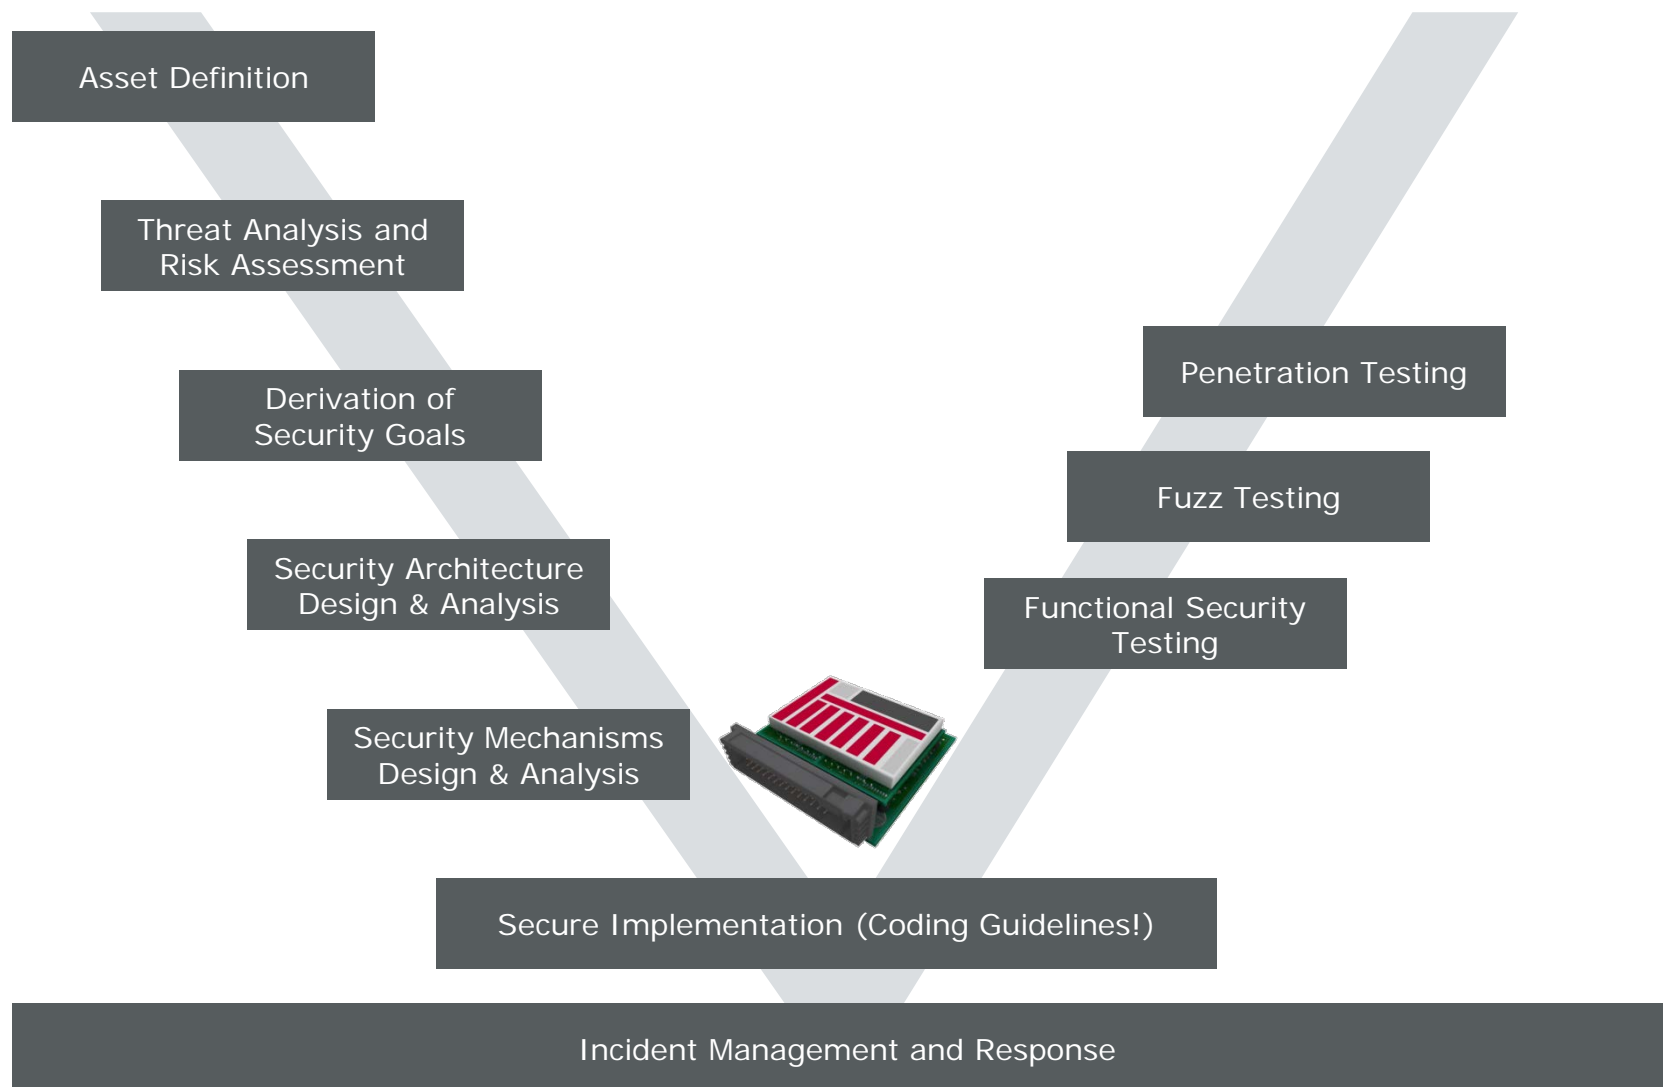 Asset Definition
Threat Analysis and
Risk Assessment
Derivation of
Security Goals
Security Architecture
Design & Analysis
Security Mechanisms
Design & Analysis
Penetration Testing
Fuzz Testing
Functional Security
Testing
Secure Implementation (Coding Guidelines!)
Incident Management and Response